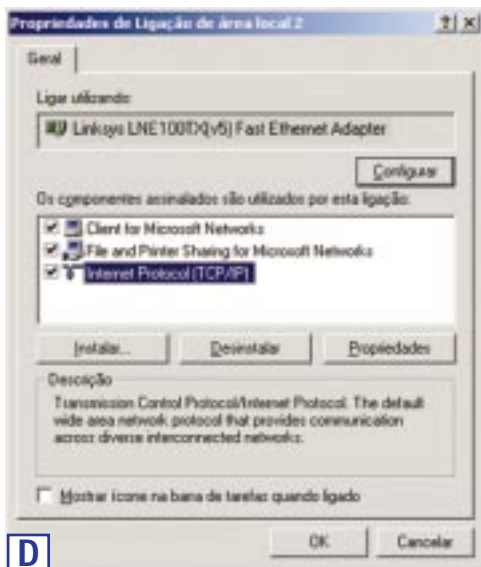 Propriedades de Ligação de área local 2
Geral
Ligar utilizando:
Linksys LNE100TX(v5) Fast Ethernet Adapter
Configurar
Os componentes assinalados são utilizados por esta ligação:
Client for Microsoft Networks
File and Printer Sharing for Microsoft Networks
Internet Protocol (TCP/IP)
Instalar...
Desinstalar
Propriedades
Descrição
Transmission Control Protocol/Internet Protocol. The default
wide area network protocol that provides communication
across diverse interconnected networks.
Mostrar ícone na barra de tarefas quando ligado
OK
Cancelar
D